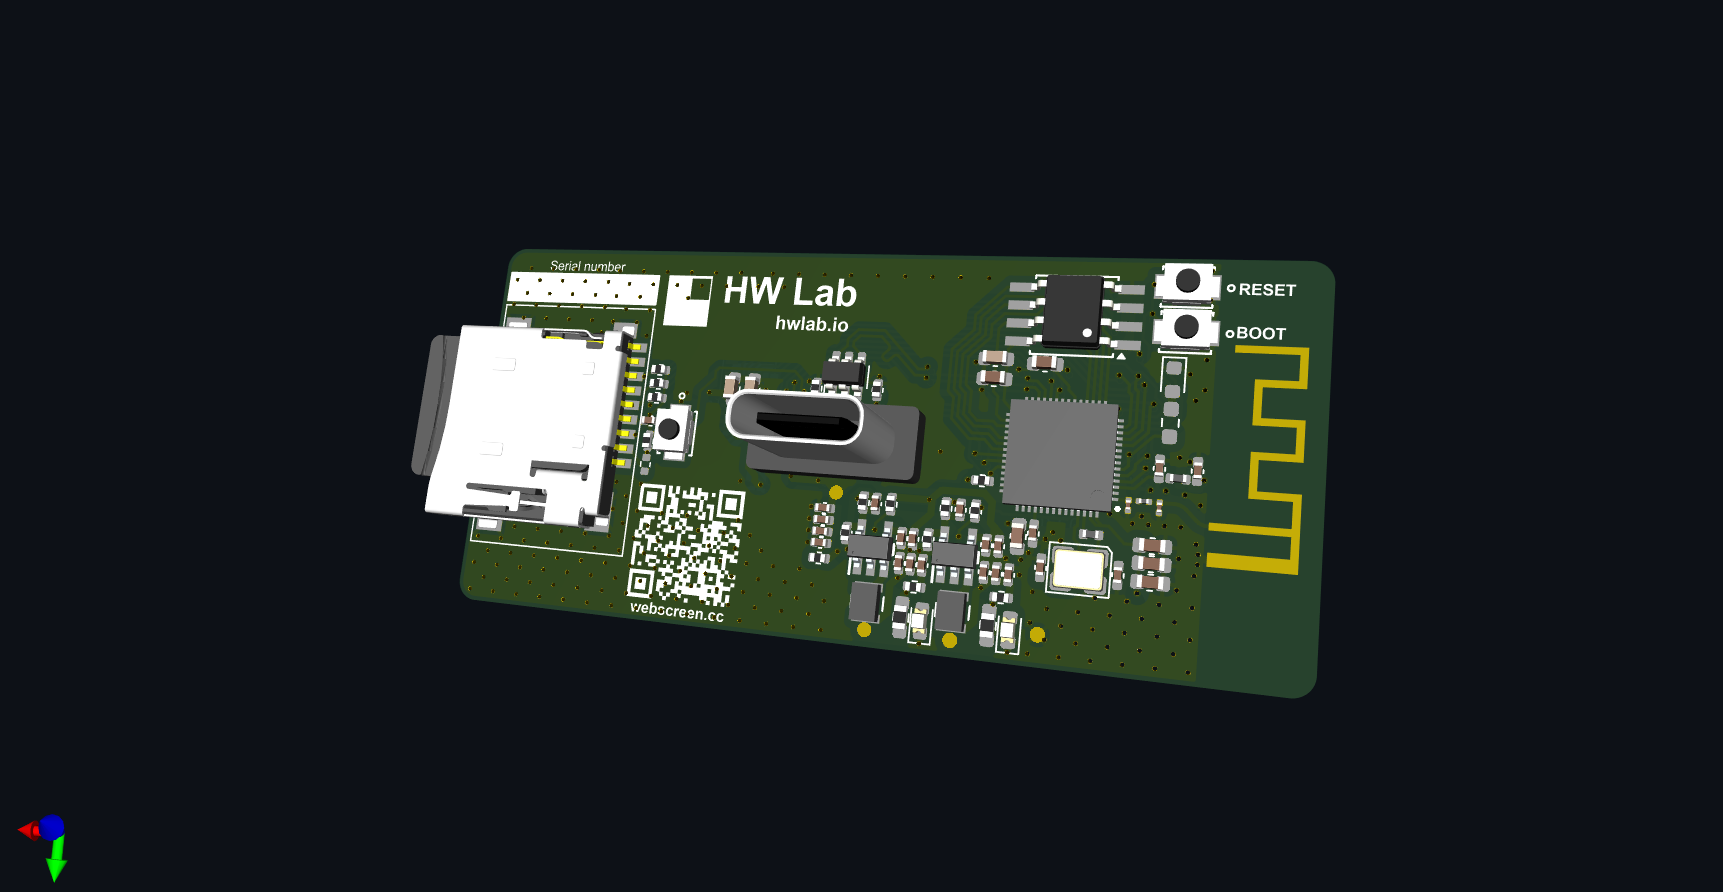 Serial number
HW Lab
hwlab.io
RESET
BOOT
webscreen.cc